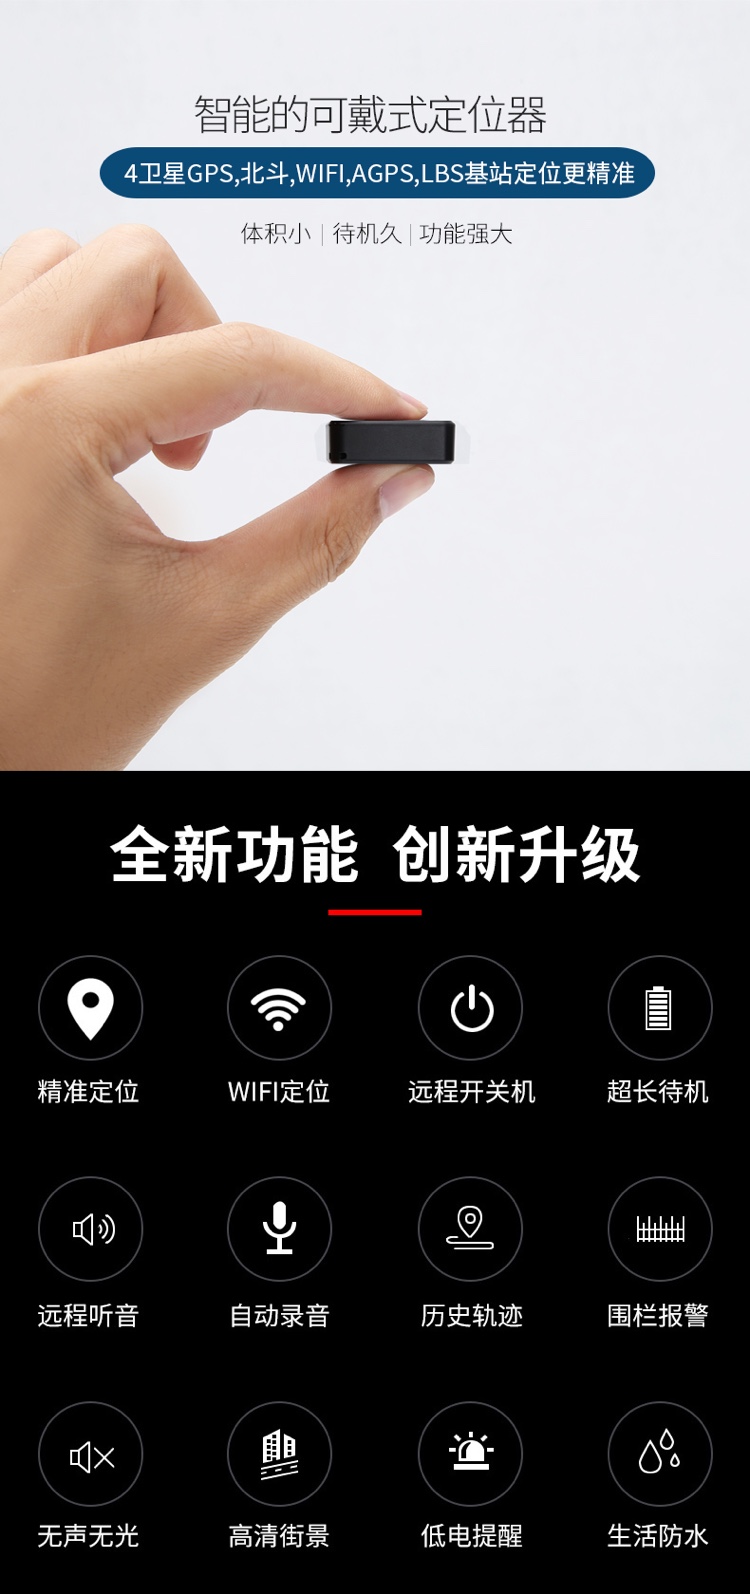 智能的可戴式定位器
4卫星GPS,北斗,WIFI,AGPS,LBS基站定位更精准
体积小 | 待机久 | 功能强大
全新功能 创新升级
精准定位 WIFI定位 远程开关机 超长待机
远程听音 自动录音 历史轨迹 围栏报警
无声无光 高清街景 低电提醒 生活防水